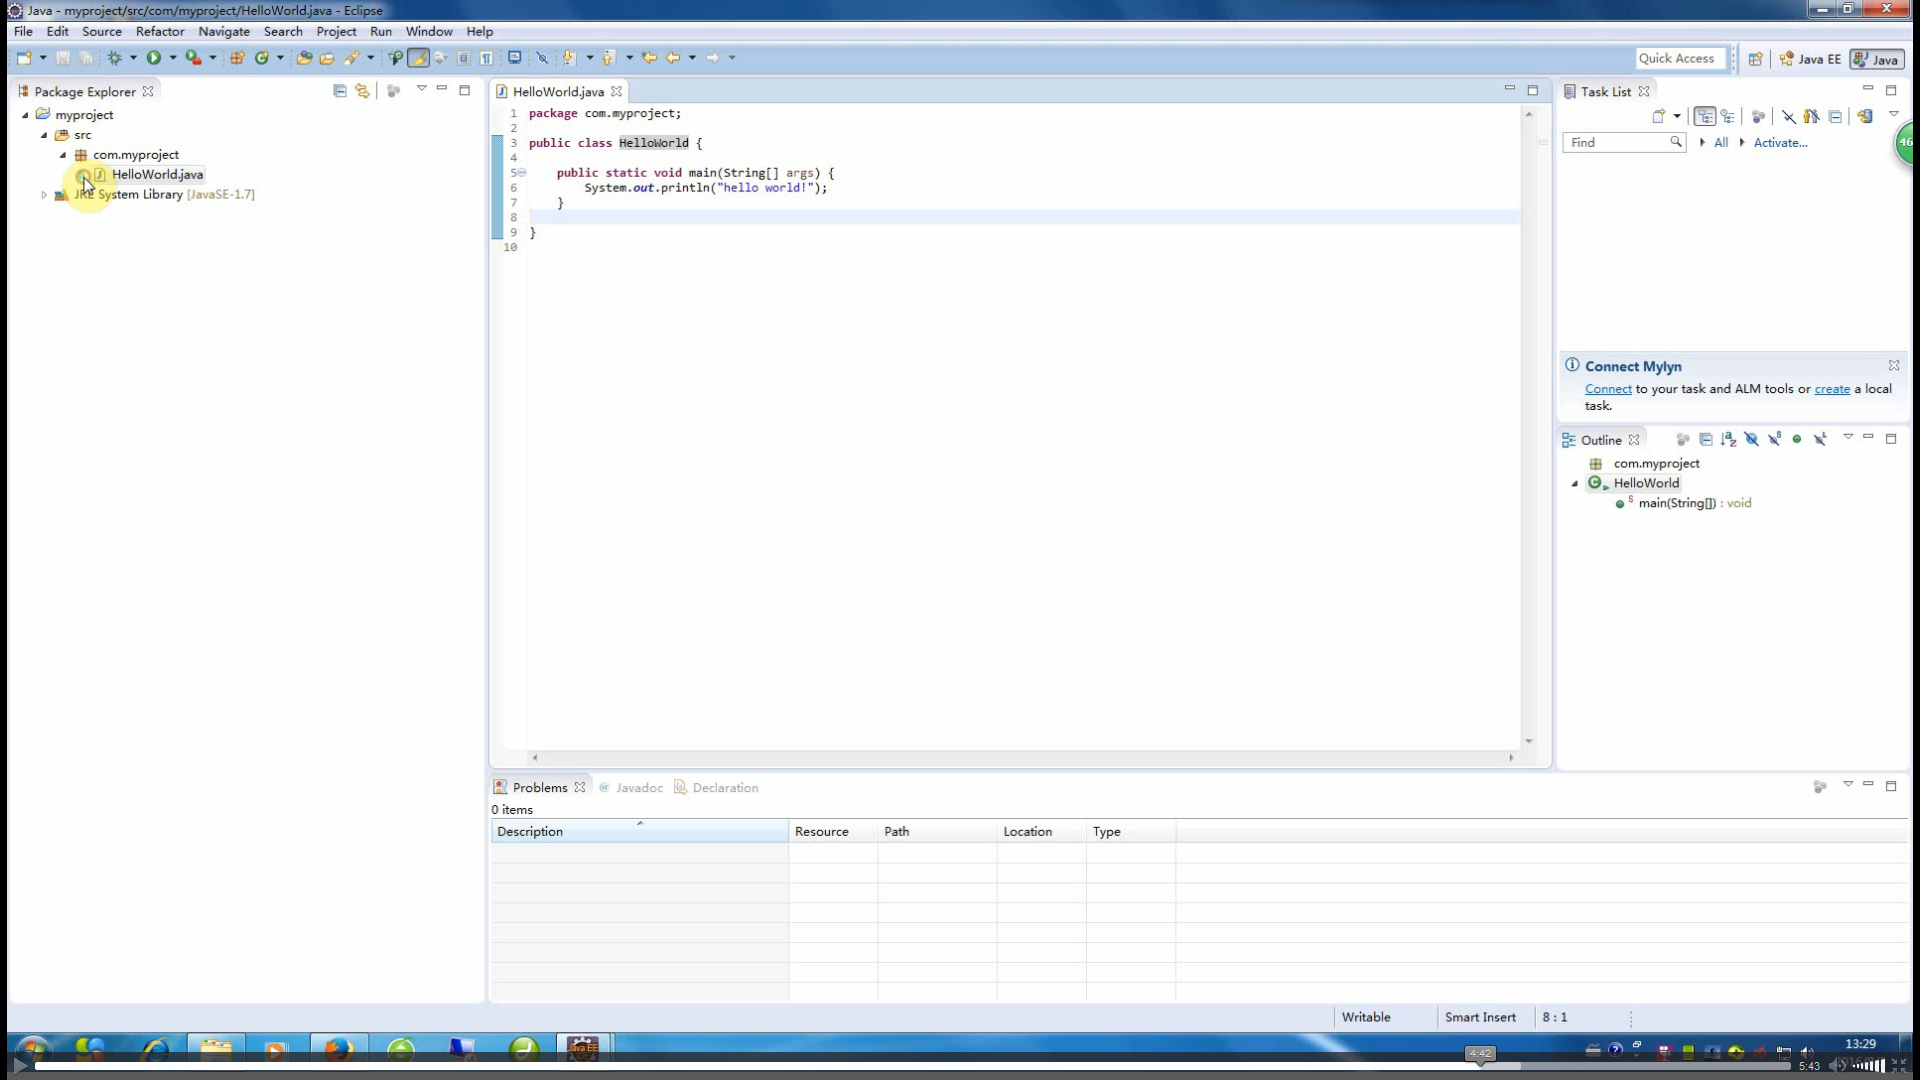 Java - myproject/src/com/myproject/HelloWorld.java - Eclipse
File Edit Source Refactor Navigate Search Project Run Window Help
Quick Access
Java EE
Java
Package Explorer
myproject
src
com.myproject
HelloWorld.java
System Library [JavaSE-1.7]
HelloWorld.java
1 package com.myproject;
2
3 public class HelloWorld {
4
5 public static void main(String[] args) {
6 System.out.println("hello world!");
7 }
8
9 }
10
Task List
46
Find
All
Activate...
Connect Mylyn
Connect to your task and ALM tools or create a local
task.
Outline
com.myproject
HelloWorld
main(String[]) : void
Problems @ Javadoc Declaration
0 items
Description Resource Path Location Type
Writable Smart Insert 8 : 1
Java EE
IDE
4:42
13:29
5:43